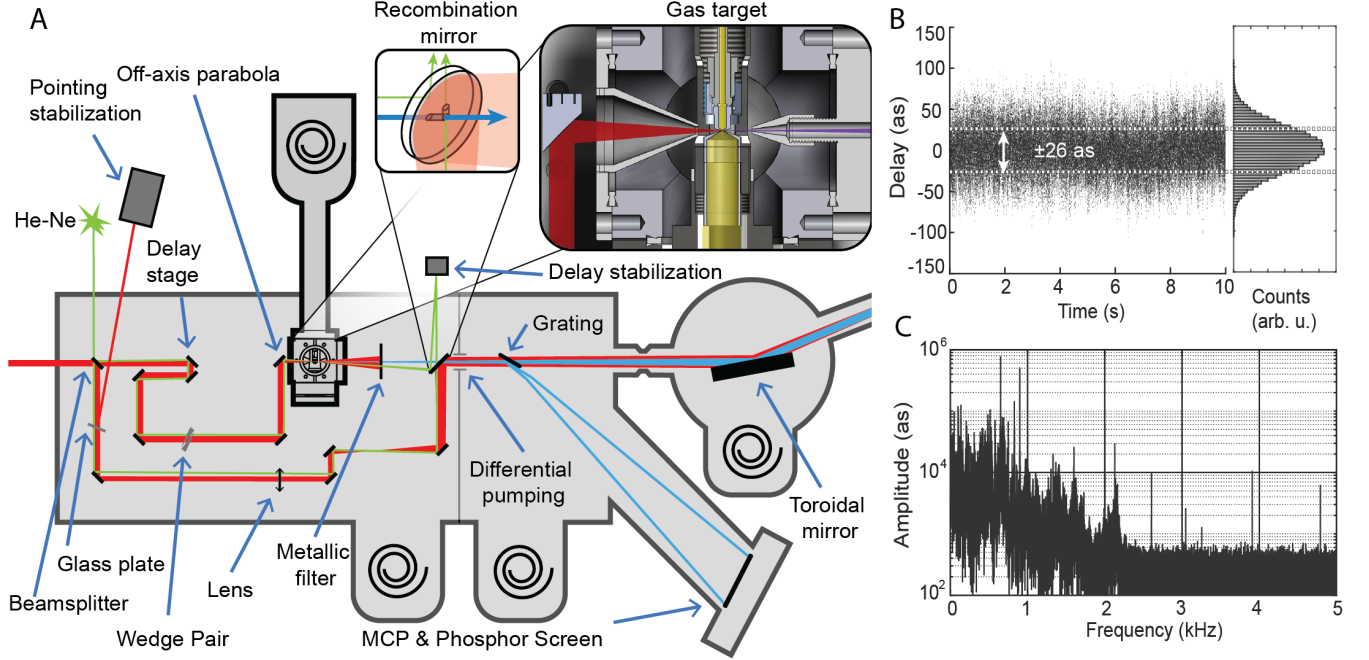 A
Recombination
mirror
Gas target
Off-axis parabola
Pointing
stabilization
He-Ne
Delay
stage
Delay stabilization
Grating
Differential
pumping
Toroidal
mirror
Glass plate
Lens
Metallic
filter
Beamsplitter
Wedge Pair
MCP & Phosphor Screen
B
Delay (as)
150
100
50
0
-50
-100
-150
±26 as
0
2
4
6
8
10
Time (s)
Counts
(arb. u.)
C
Amplitude (as)
10^6
10^4
10^2
0
1
2
3
4
5
Frequency (kHz)